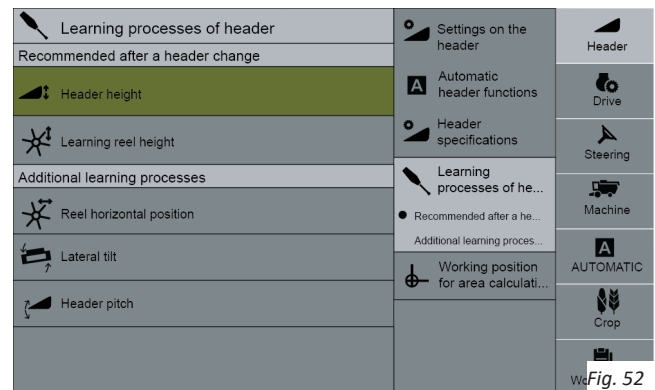 Learning processes of header
Recommended after a header change
Header height
Learning reel height
Additional learning processes
Reel horizontal position
Lateral tilt
Header pitch
Settings on the
header
A
Automatic
header functions
Header
specifications
Learning
processes of he...
Recommended after a he...
Additional learning proces...
Working position
for area calculati...
Header
Drive
Steering
Machine
A
AUTOMATIC
Crop
Fig. 52